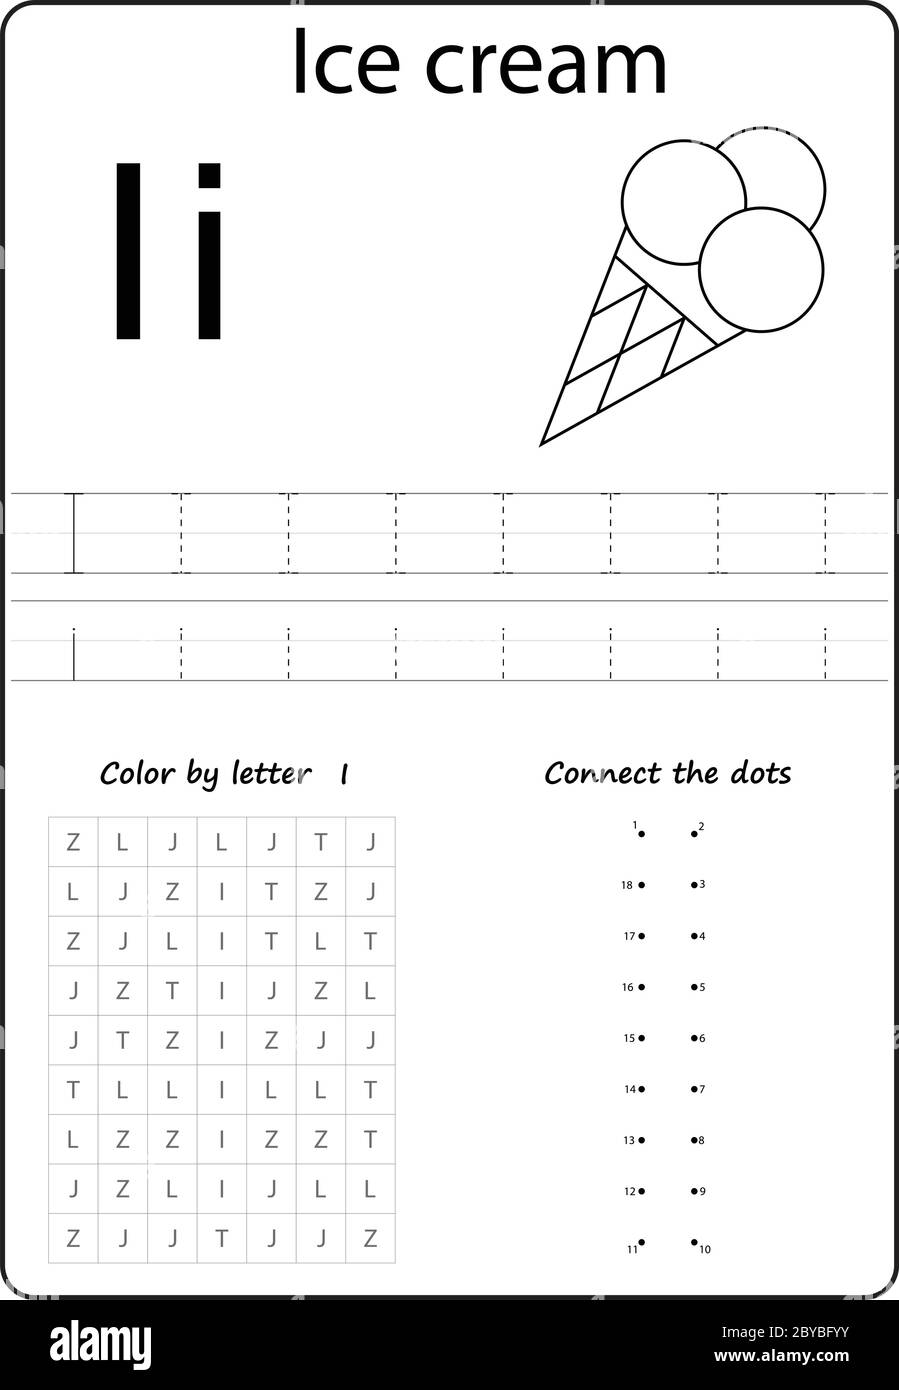 Ice cream
I i
I I I I I I I I
i i i i i i i i
Color by letter I
Z L J L J T J
L J Z I T Z J
Z J L I T L T
J Z T I J Z L
J T Z I Z J J
T L L I L L T
L Z Z I Z Z T
J Z L I J L L
Z J J T J J Z
Connect the dots
1 2
18 3
17 4
16 5
15 6
14 7
13 8
12 9
11 10
alamy
Image ID: 2BYBFYY
www.alamy.com